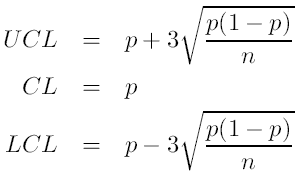 UCL = p + 3√(p(1 − p)/n)
CL = p
LCL = p − 3√(p(1 − p)/n)